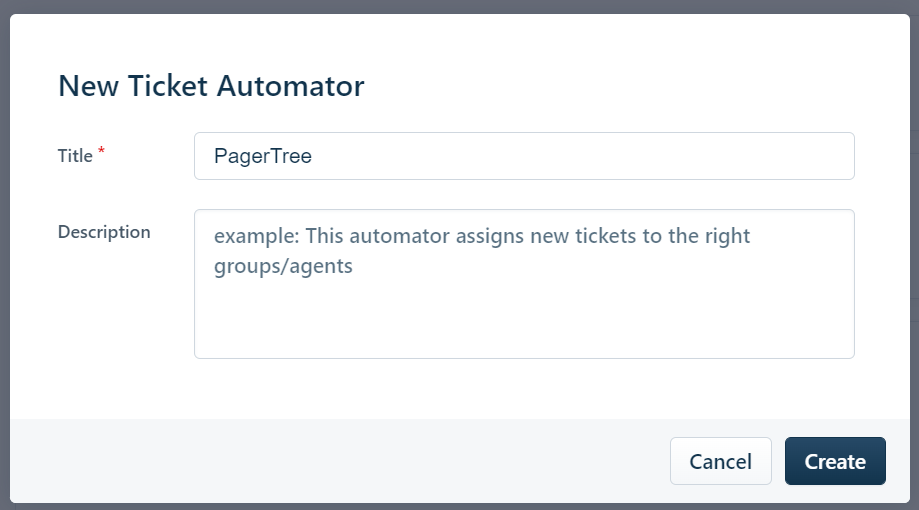 New Ticket Automator
Title *
PagerTree
Description
example: This automator assigns new tickets to the right
groups/agents
Cancel
Create